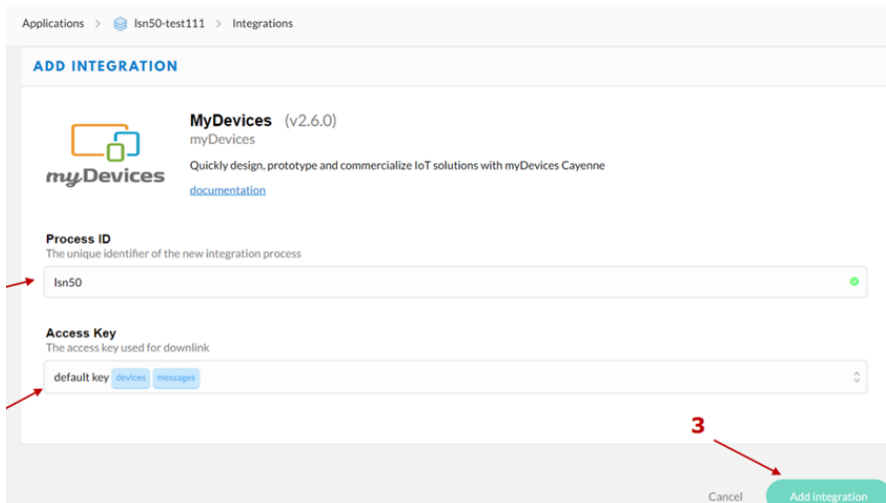 Applications > lsn50-test111 > Integrations
ADD INTEGRATION
MyDevices (v2.6.0)
myDevices
myDevices
Quickly design, prototype and commercialize IoT solutions with myDevices Cayenne
documentation
Process ID
The unique identifier of the new integration process
lsn50
Access Key
The access key used for downlink
default key devices messages
3
Cancel Add integration